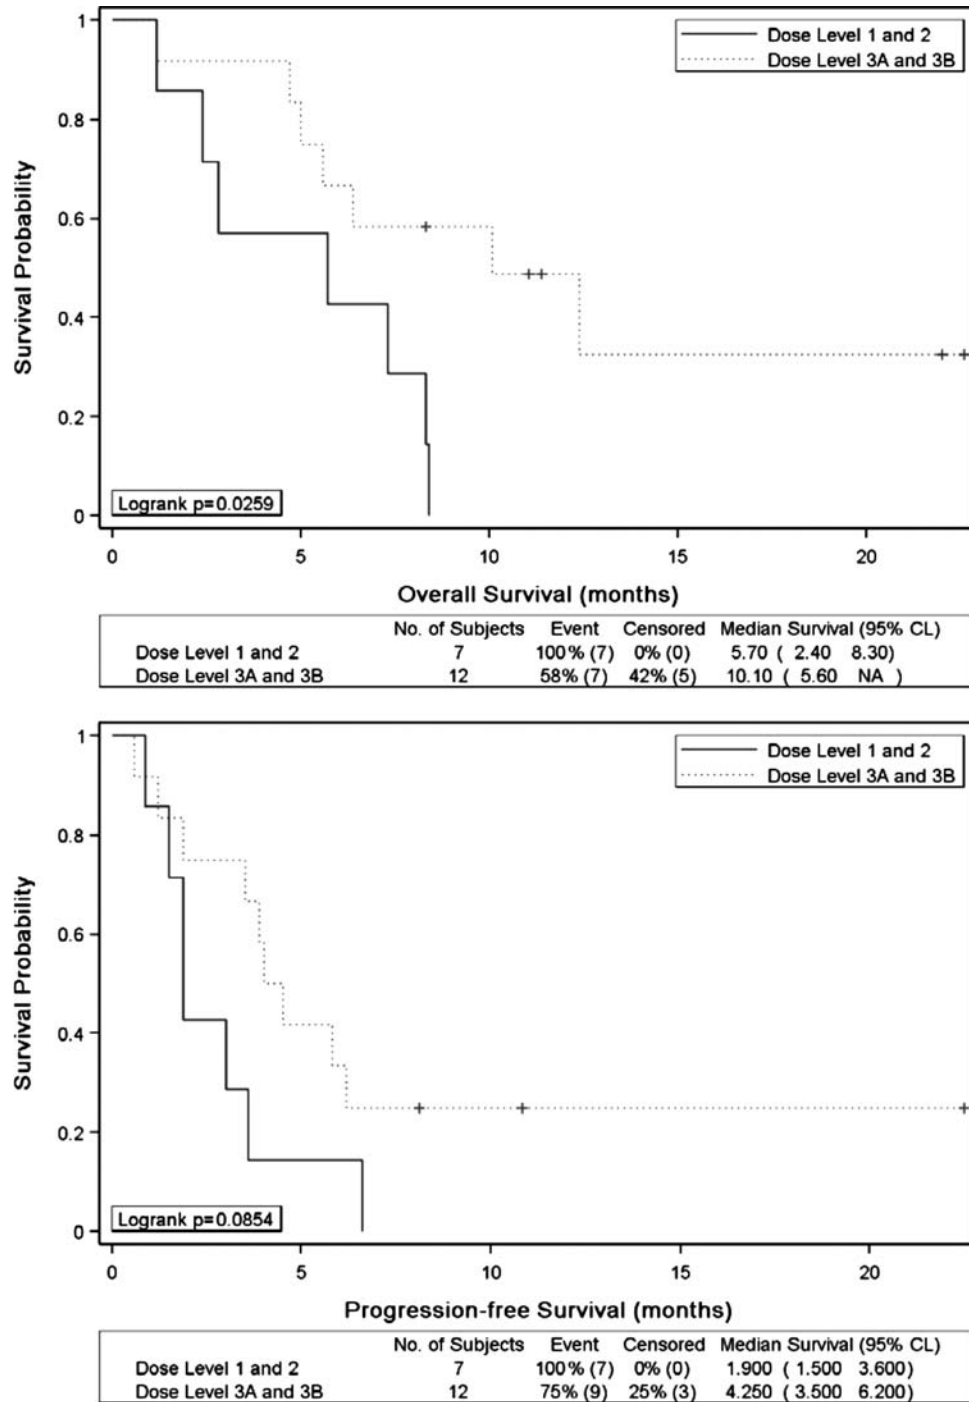 1
0.8
0.6
0.4
0.2
0
Survival Probability
Dose Level 1 and 2
Dose Level 3A and 3B
Logrank p=0.0259
0 5 10 15 20
Overall Survival (months)
No. of Subjects Event Censored Median Survival (95% CL)
Dose Level 1 and 2 7 100% (7) 0% (0) 5.70 ( 2.40 8.30)
Dose Level 3A and 3B 12 58% (7) 42% (5) 10.10 ( 5.60 NA )
1
0.8
0.6
0.4
0.2
0
Survival Probability
Dose Level 1 and 2
Dose Level 3A and 3B
Logrank p=0.0854
0 5 10 15 20
Progression-free Survival (months)
No. of Subjects Event Censored Median Survival (95% CL)
Dose Level 1 and 2 7 100% (7) 0% (0) 1.900 ( 1.500 3.600)
Dose Level 3A and 3B 12 75% (9) 25% (3) 4.250 ( 3.500 6.200)